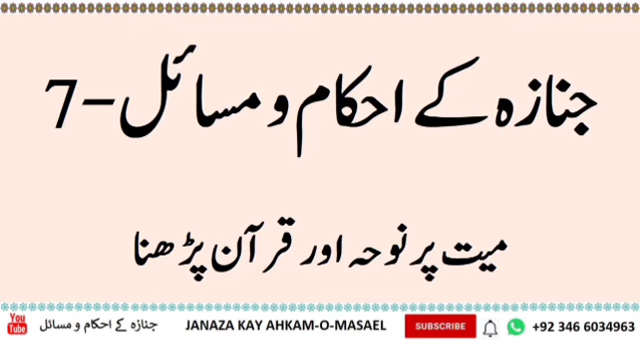 جنازہ کے احکام و مسائل-7
میت پر نوحہ اور قرآن پڑھنا
You Tube جنازہ کے احکام و مسائل JANAZA KAY AHKAM-O-MASAEL SUBSCRIBE +92 346 6034963